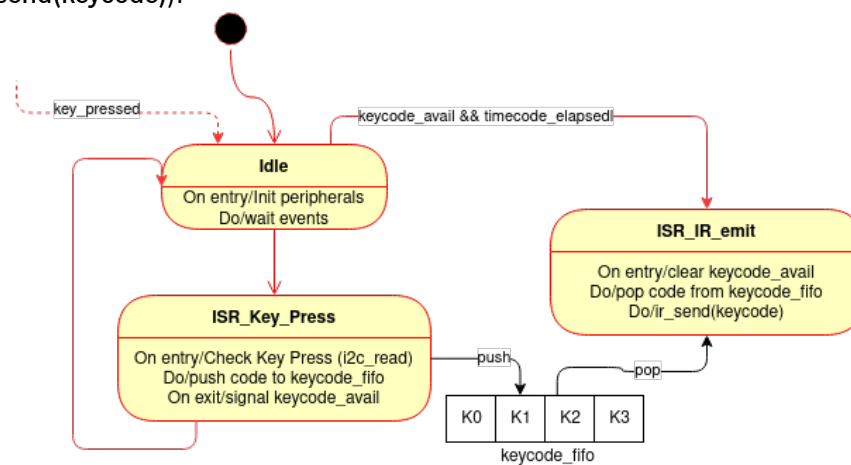 send(keycode)).
key_pressed
keycode_avail && timecode_elapsed
Idle
On entry/Init peripherals
Do/wait events
ISR_IR_emit
On entry/clear keycode_avail
Do/pop code from keycode_fifo
Do/ir_send(keycode)
ISR_Key_Press
On entry/Check Key Press (i2c_read)
Do/push code to keycode_fifo
On exit/signal keycode_avail
push
pop
K0 K1 K2 K3
keycode_fifo